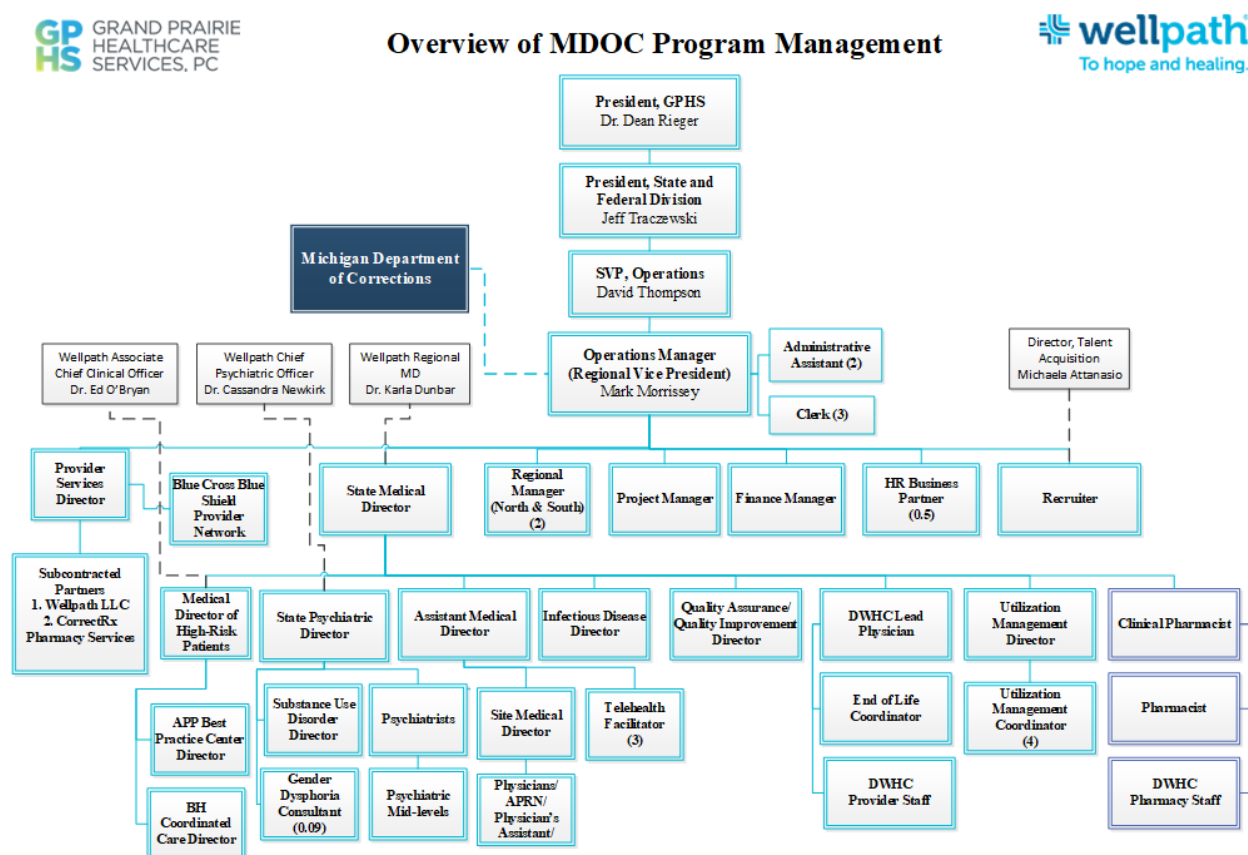 GP
HS
GRAND PRAIRIE
HEALTHCARE
SERVICES, PC
Overview of MDOC Program Management
wellpath
To hope and healing.
President, GPHS
Dr. Dean Rieger
President, State and
Federal Division
Jeff Traczewski
Michigan Department
of Corrections
SVP, Operations
David Thompson
Wellpath Associate
Chief Clinical Officer
Dr. Ed O'Bryan
Wellpath Chief
Psychiatric Officer
Dr. Cassandra Newkirk
Wellpath Regional
MD
Dr. Karla Dunbar
Operations Manager
(Regional Vice President)
Mark Morrissey
Administrative
Assistant (2)
Clerk (3)
Director, Talent
Acquisition
Michaela Attanasio
Provider
Services
Director
Blue Cross Blue
Shield
Provider
Network
State Medical
Director
Regional
Manager
(North & South)
(2)
Project Manager
Finance Manager
HR Business
Partner
(0.5)
Recruiter
Subcontracted
Partners
1. Wellpath LLC
2. CorrectRx
Pharmacy Services
Medical
Director of
High-Risk
Patients
State Psychiatric
Director
Assistant Medical
Director
Infectious Disease
Director
Quality Assurance/
Quality Improvement
Director
DWHC Lead
Physician
Utilization
Management
Director
Clinical Pharmacist
APP Best
Practice Center
Director
Substance Use
Disorder
Director
Psychiatrists
Site Medical
Director
Telehealth
Facilitator
(3)
End of Life
Coordinator
Utilization
Management
Coordinator
(4)
Pharmacist
BH
Coordinated
Care Director
Gender
Dysphoria
Consultant
(0.09)
Psychiatric
Mid-levels
Physicians/
APRN/
Physician's
Assistant/
DWHC
Provider Staff
DWHC
Pharmacy Staff